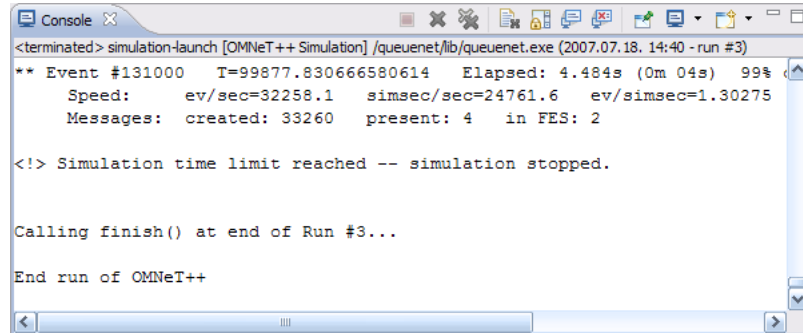 Console
<terminated> simulation-launch [OMNeT++ Simulation] /queuenet/lib/queuenet.exe (2007.07.18. 14:40 - run #3)
** Event #131000   T=99877.830666580614   Elapsed: 4.484s (0m 04s)   99%
Speed:     ev/sec=32258.1   simsec/sec=24761.6   ev/simsec=1.30275
Messages:  created: 33260   present: 4   in FES: 2
<!> Simulation time limit reached -- simulation stopped.
Calling finish() at end of Run #3...
End run of OMNeT++